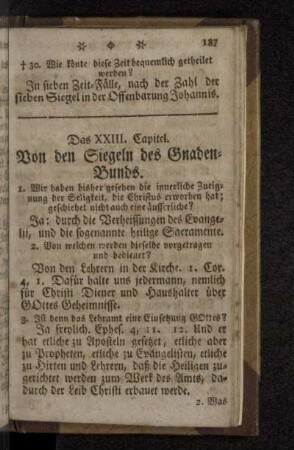 * * * 187
† 30. Wie könte diese Zeit bequemlich getheilet
werden?
In sieben Zeit-Fälle, nach der Zahl der
sieben Siegel in der Offenbarung Johannis.
Das XXIII. Capitel.
Von den Siegeln des Gnaden-
Bunds.
1. Wir haben bisher gesehen die innerliche Zueig-
nung der Seligkeit, die Christus erworben hat;
geschiehet nicht auch eine äusserliche?
Ja: durch die Verheissungen des Evange-
lii, und die sogenannte heilige Sacramente.
2. Von welchen werden dieselbe vorgetragen
und bedienet?
Von den Lehrern in der Kirche. 1. Cor.
4, 1. Dafür halte uns jedermann, nemlich
für Christi Diener und Haushalter über
GOttes Geheimnisse.
3. Ist denn das Lehramt eine Einsetzung GOttes?
Ja freylich. Ephes. 4, 11. 12. Und er
hat etliche zu Aposteln gesetzt, etliche aber
zu Propheten, etliche zu Evangelisten, etliche
zu Hirten und Lehrern, daß die Heiligen zu-
gerichtet werden zum Werk des Amts, da-
durch der Leib Christi erbauet werde.
2. Was